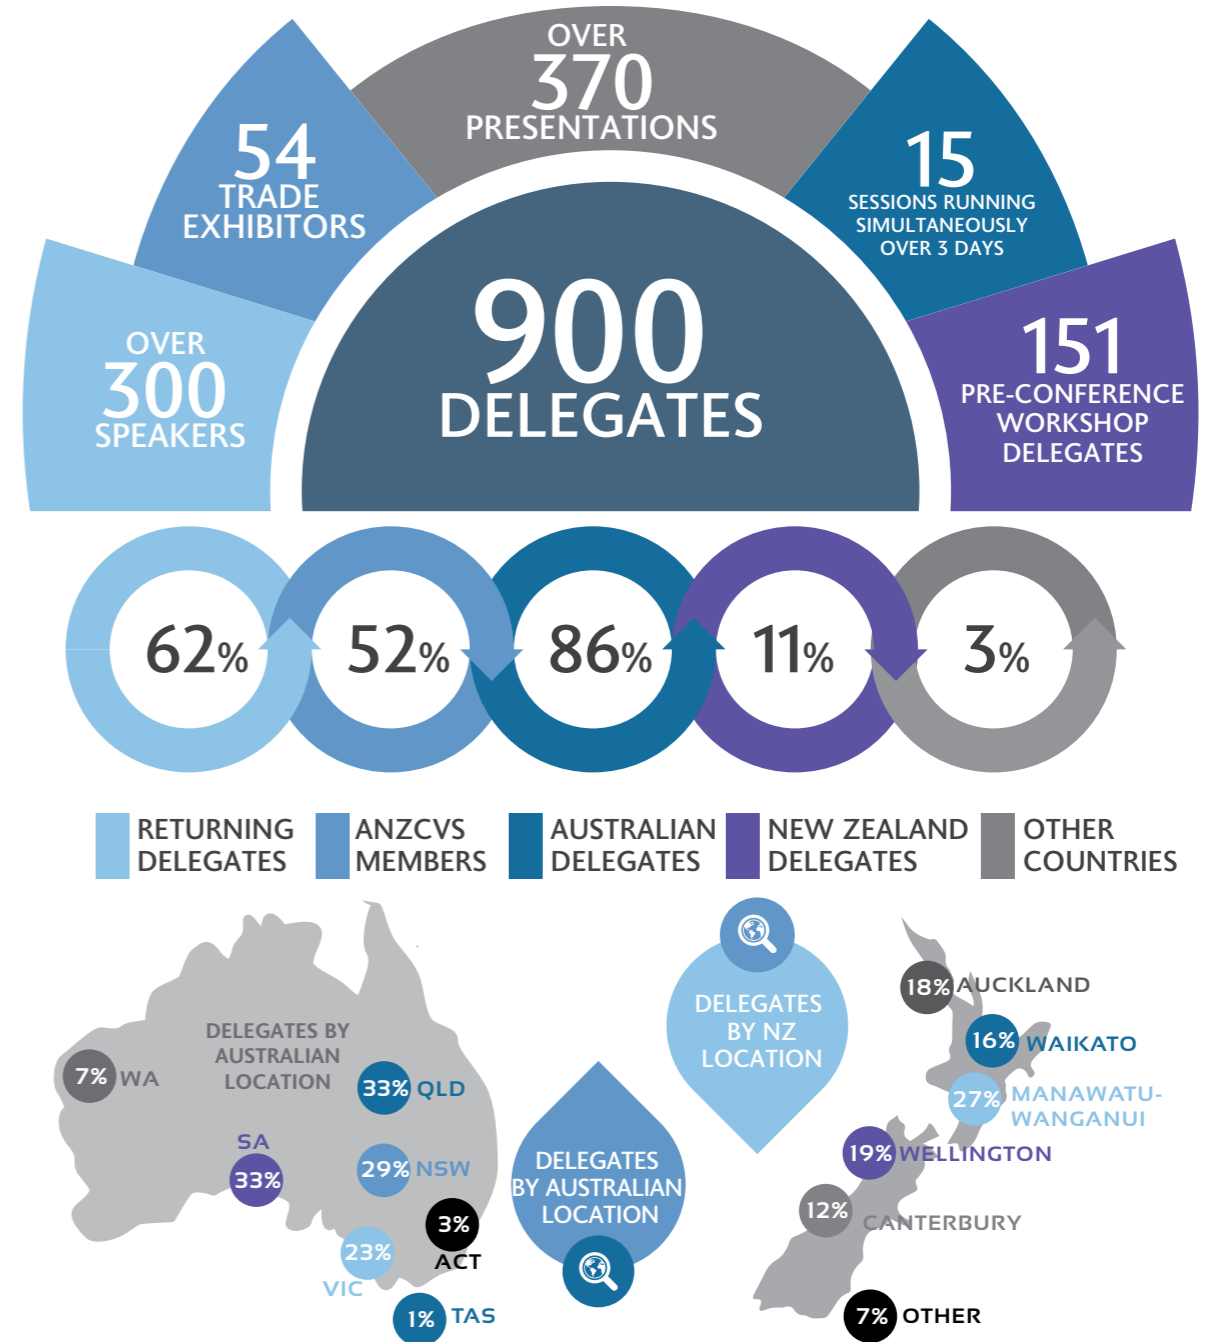 OVER
370
PRESENTATIONS
54
TRADE
EXHIBITORS
15
SESSIONS RUNNING
SIMULTANEOUSLY
OVER 3 DAYS
OVER
300
SPEAKERS
900
DELEGATES
151
PRE-CONFERENCE
WORKSHOP
DELEGATES
62%
52%
86%
11%
3%
RETURNING
DELEGATES
ANZCVS
MEMBERS
AUSTRALIAN
DELEGATES
NEW ZEALAND
DELEGATES
OTHER
COUNTRIES
DELEGATES BY
AUSTRALIAN
LOCATION
7% WA
33% QLD
SA
33%
29% NSW
3%
ACT
23%
VIC
1% TAS
DELEGATES
BY AUSTRALIAN
LOCATION
DELEGATES
BY NZ
LOCATION
18% AUCKLAND
16% WAIKATO
27% MANAWATU-
WANGANUI
19% WELLINGTON
12% CANTERBURY
7% OTHER